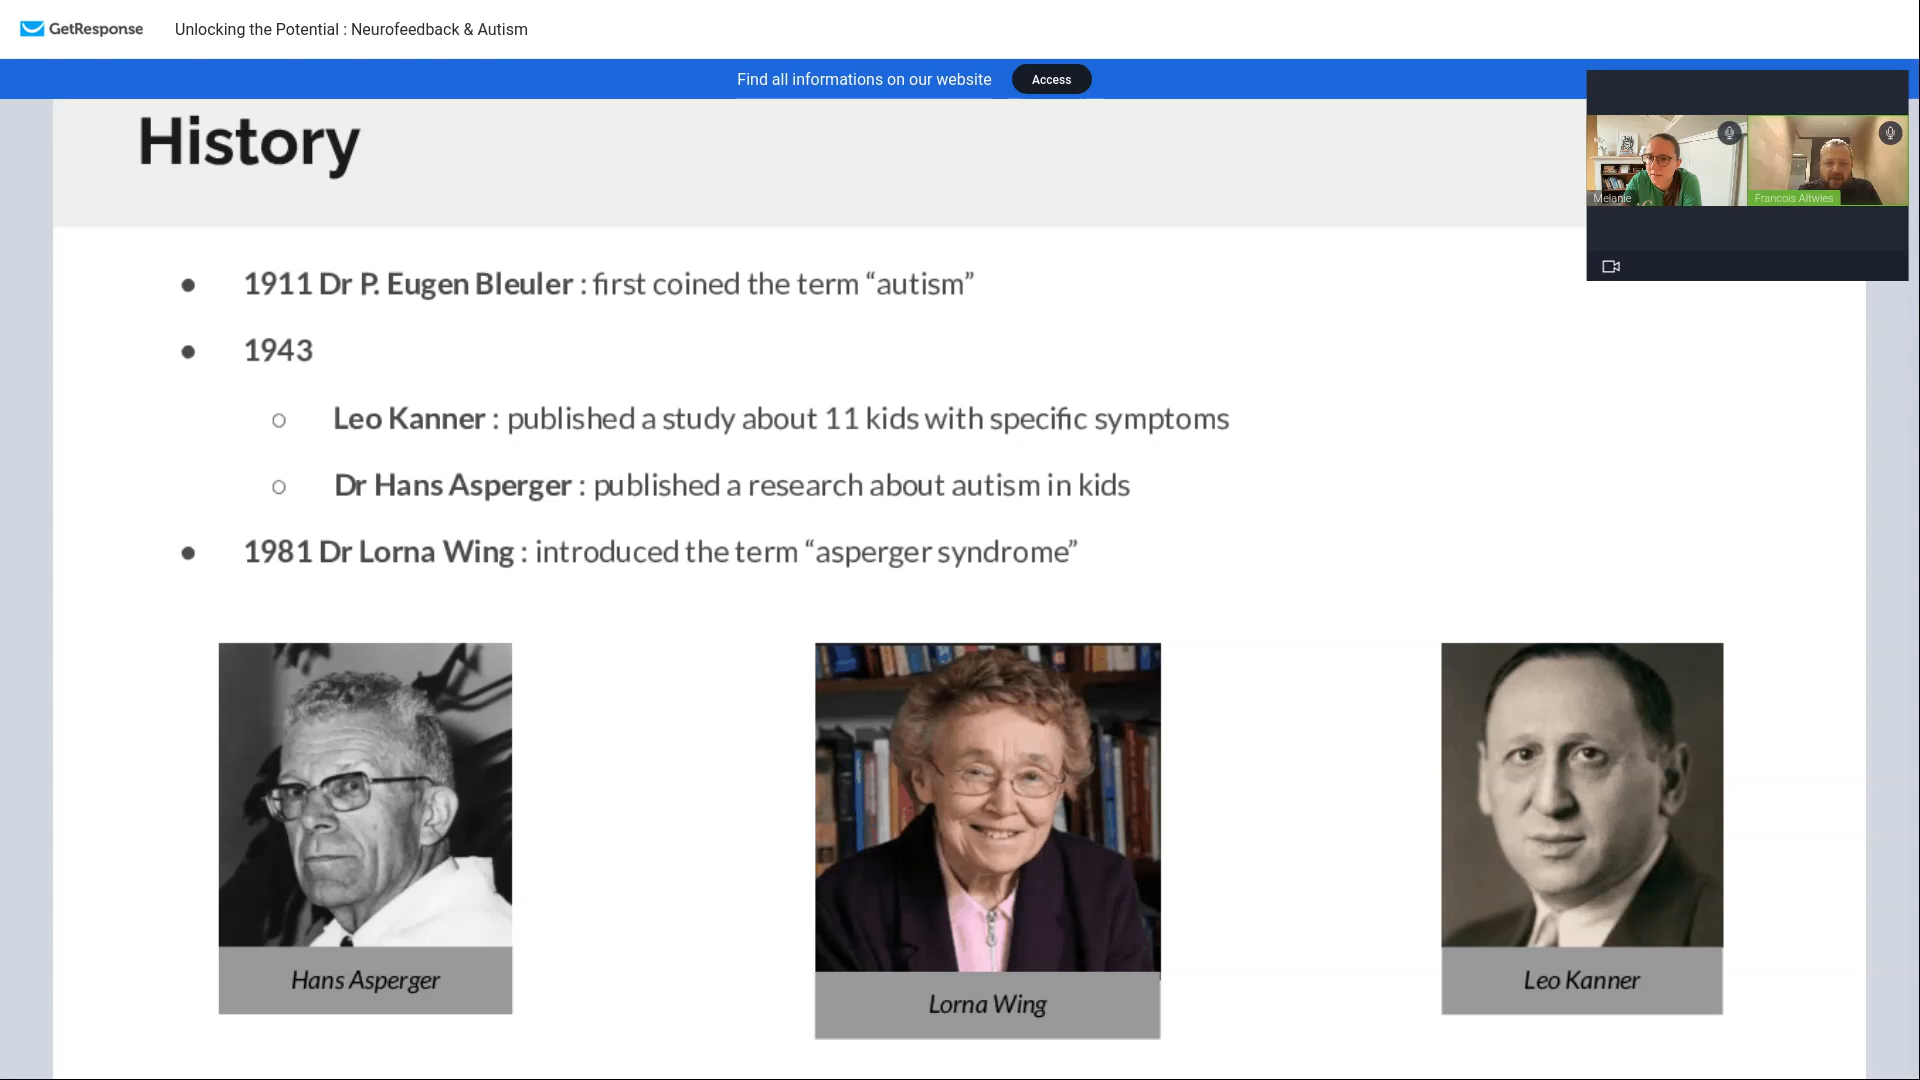 GetResponse
Unlocking the Potential : Neurofeedback & Autism
Find all informations on our website
Access
Melanie
Francois Altwies
History
● 1911 Dr P. Eugen Bleuler : first coined the term “autism”
● 1943
○ Leo Kanner : published a study about 11 kids with specific symptoms
○ Dr Hans Asperger : published a research about autism in kids
● 1981 Dr Lorna Wing : introduced the term “asperger syndrome”
Hans Asperger
Lorna Wing
Leo Kanner